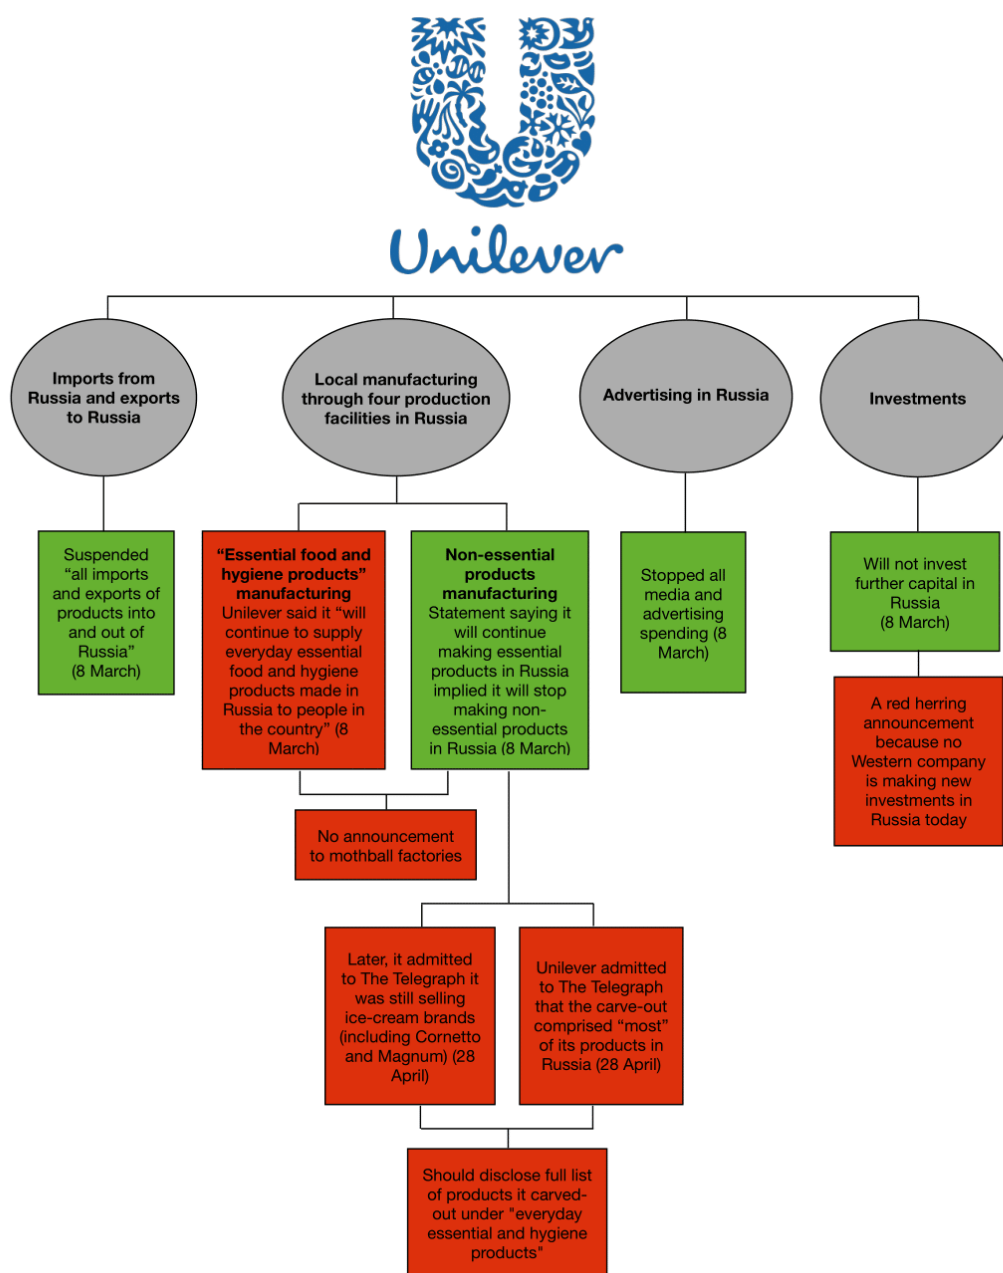 Unilever
Imports from
Russia and exports
to Russia
Local manufacturing
through four production
facilities in Russia
Advertising in Russia
Investments
Suspended
“all imports
and exports of
products into
and out of
Russia”
(8 March)
“Essential food and
hygiene products”
manufacturing
Unilever said it “will
continue to supply
everyday essential
food and hygiene
products made in
Russia to people in
the country” (8
March)
Non-essential
products
manufacturing
Statement saying it
will continue
making essential
products in Russia
implied it will stop
making non-
essential products
in Russia (8 March)
Stopped all
media and
advertising
spending (8
March)
Will not invest
further capital in
Russia
(8 March)
A red herring
announcement
because no
Western company
is making new
investments in
Russia today
No announcement
to mothball factories
Later, it admitted
to The Telegraph it
was still selling
ice-cream brands
(including Cornetto
and Magnum) (28
April)
Unilever admitted
to The Telegraph
that the carve-out
comprised “most”
of its products in
Russia (28 April)
Should disclose full list
of products it carved-
out under "everyday
essential and hygiene
products"